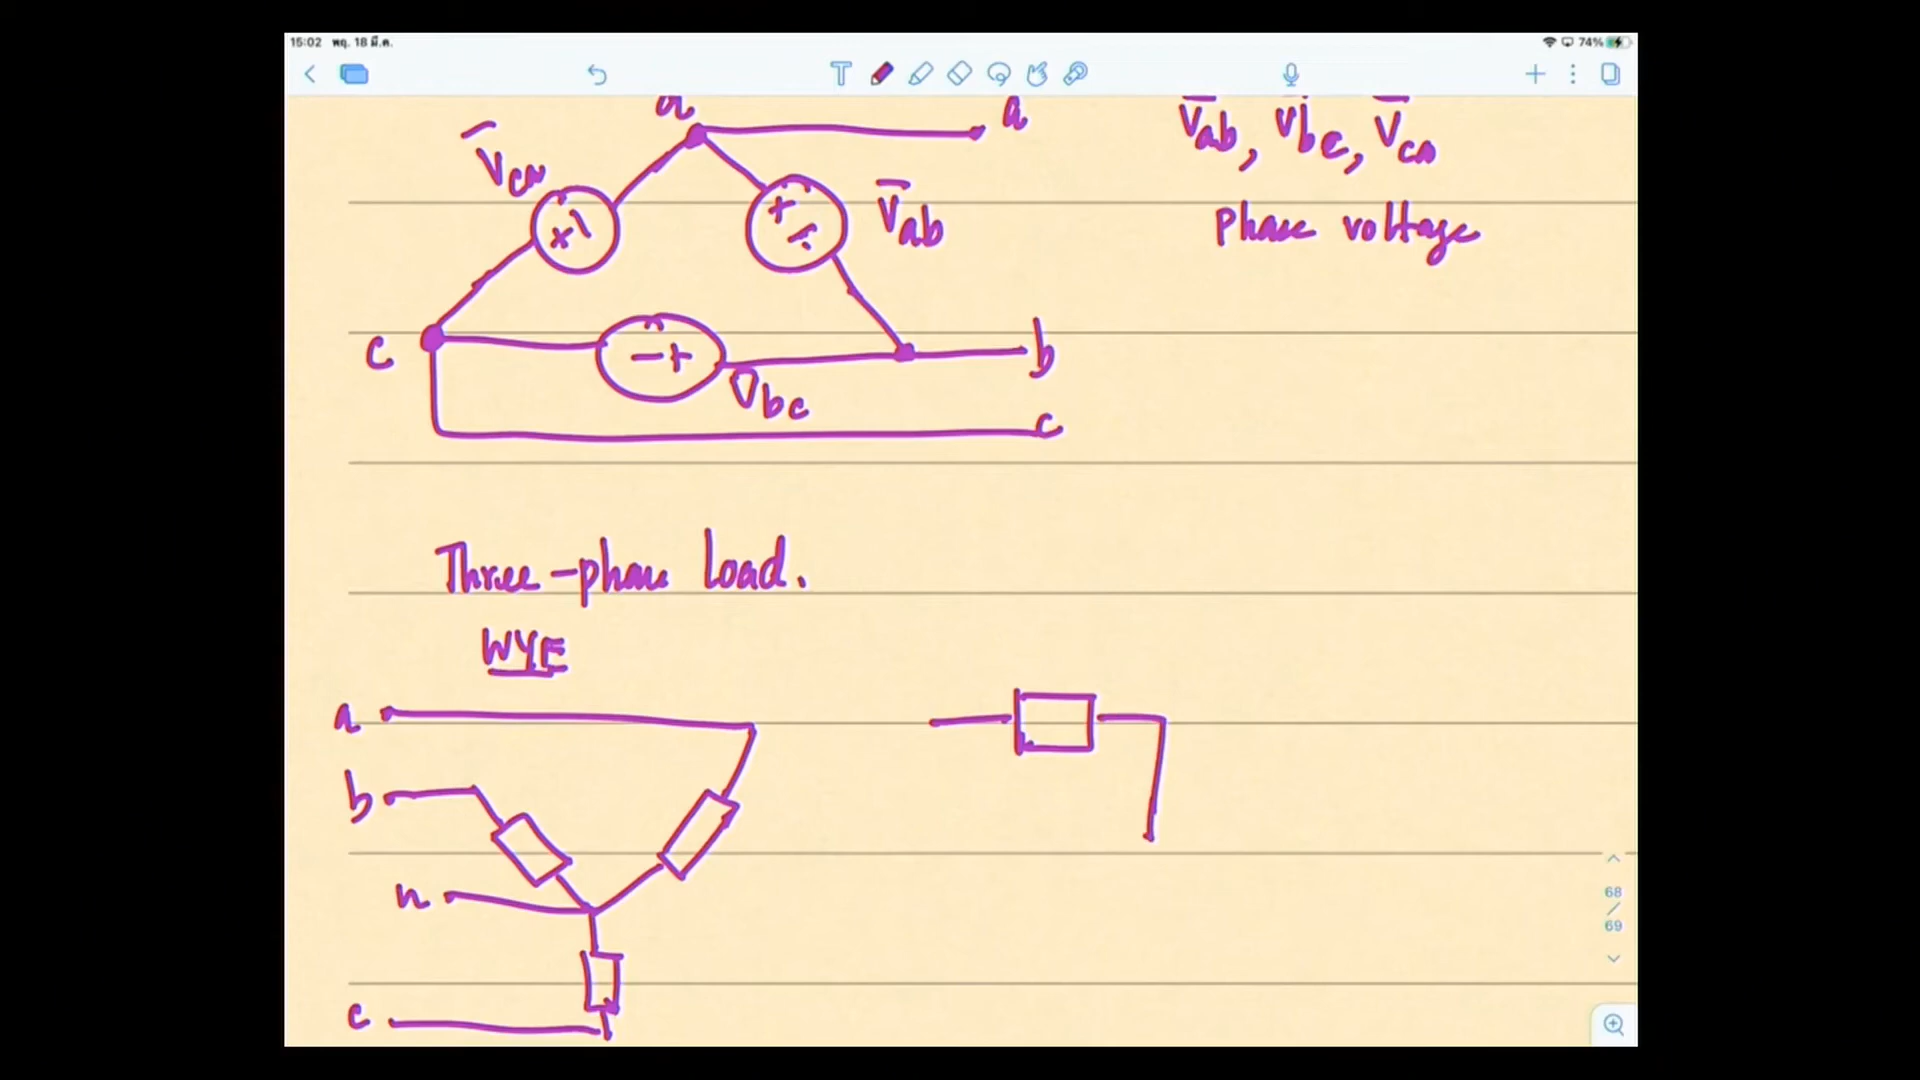 15:02 พฤ. 18 มี.ค.
74%
a
a
V̅ab, V̅bc, V̅ca
V̅ca
+ −
+ −
V̅ab
Phase voltage
c
− +
b
V̅bc
c
Three-phase Load.
WYE
a
b
n
c
68
/
69